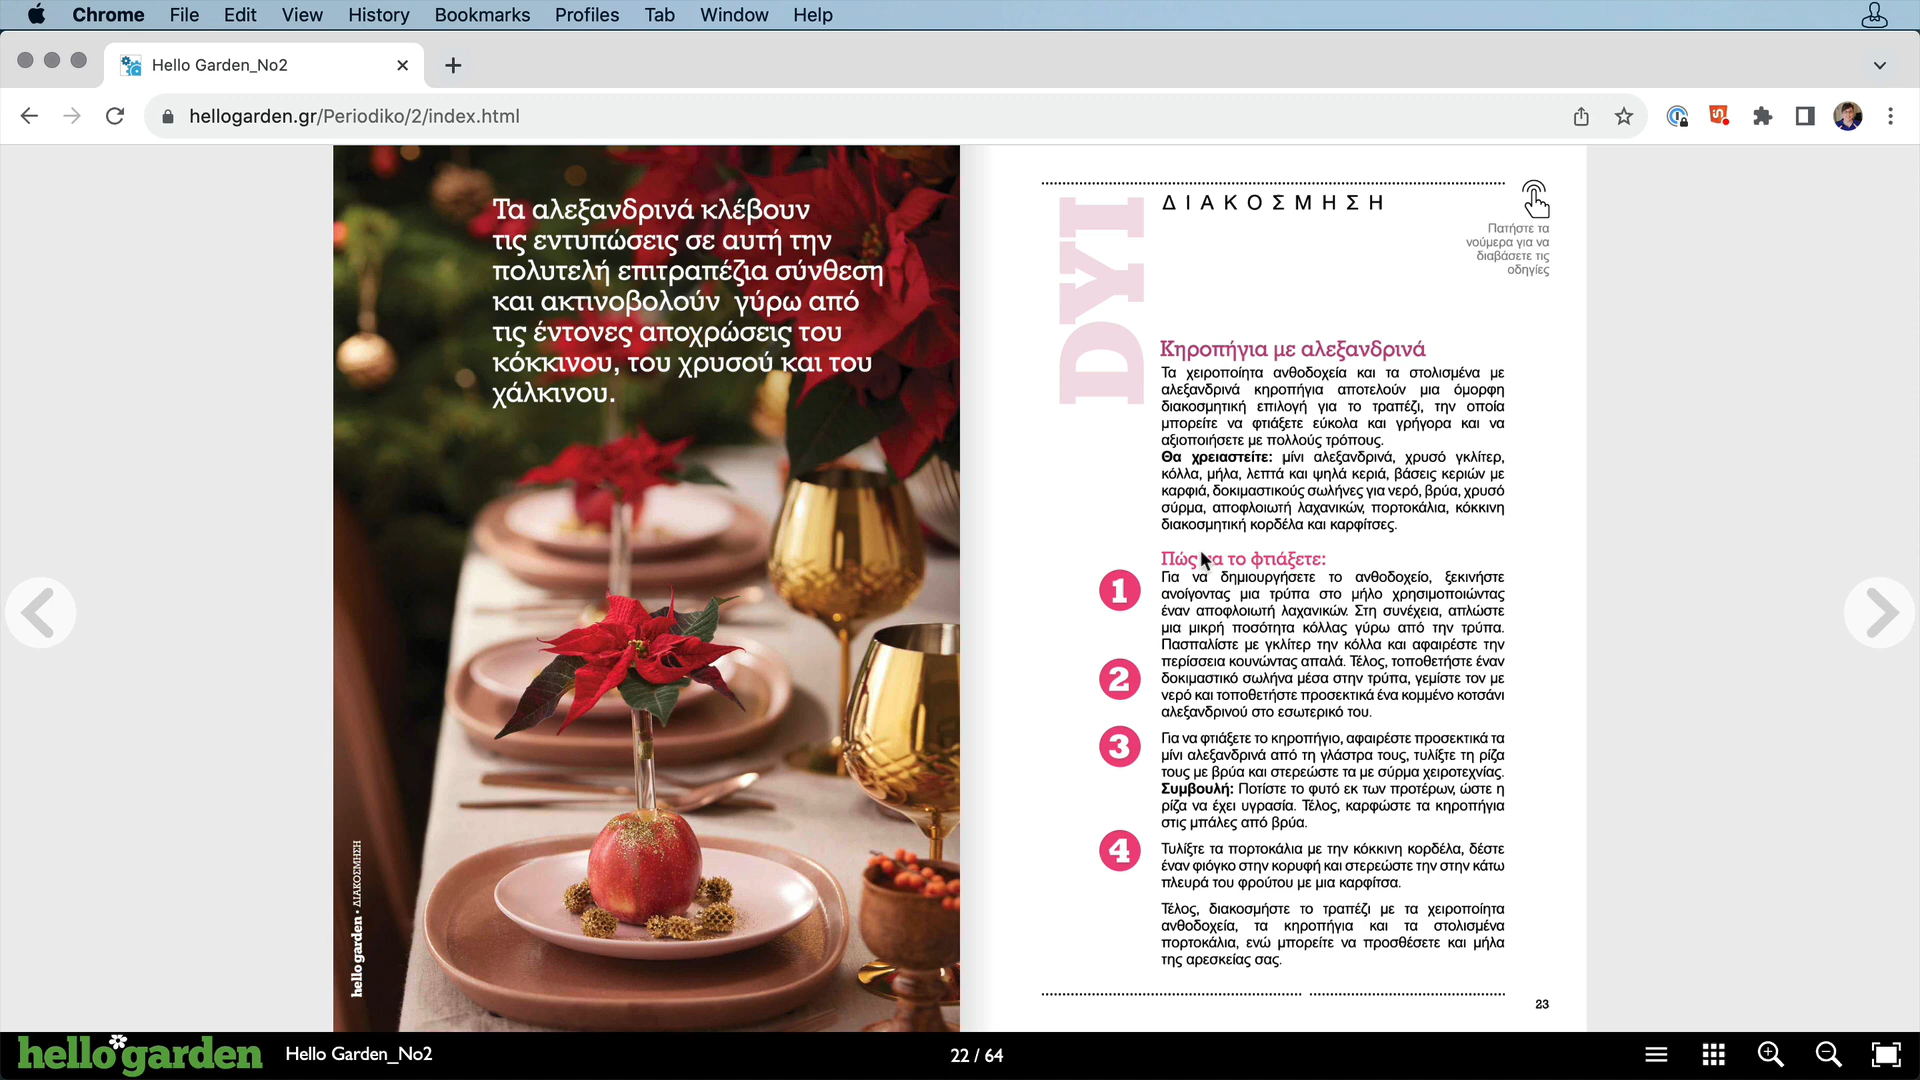 Chrome File Edit View History Bookmarks Profiles Tab Window Help
Hello Garden_No2
hellogarden.gr/Periodiko/2/index.html
Τα αλεξανδρινά κλέβουν
τις εντυπώσεις σε αυτή την
πολυτελή επιτραπέζια σύνθεση
και ακτινοβολούν γύρω από
τις έντονες αποχρώσεις του
κόκκινου, του χρυσού και του
χάλκινου.
hellogarden • ΔΙΑΚΟΣΜΗΣΗ
DYI
ΔΙΑΚΟΣΜΗΣΗ
Πατήστε τα
νούμερα για να
διαβάσετε τις
οδηγίες
Κηροπήγια με αλεξανδρινά
Τα χειροποίητα ανθοδοχεία και τα στολισμένα με
αλεξανδρινά κηροπήγια αποτελούν μια όμορφη
διακοσμητική επιλογή για το τραπέζι, την οποία
μπορείτε να φτιάξετε εύκολα και γρήγορα και να
αξιοποιήσετε με πολλούς τρόπους.
Θα χρειαστείτε: μίνι αλεξανδρινά, χρυσό γκλίτερ,
κόλλα, μήλα, λεπτά και ψηλά κεριά, βάσεις κεριών με
καρφιά, δοκιμαστικούς σωλήνες για νερό, βρύα, χρυσό
σύρμα, αποφλοιωτή λαχανικών, πορτοκάλια, κόκκινη
διακοσμητική κορδέλα και καρφίτσες.
Πώς να το φτιάξετε:
1
Για να δημιουργήσετε το ανθοδοχείο, ξεκινήστε
ανοίγοντας μια τρύπα στο μήλο χρησιμοποιώντας
έναν αποφλοιωτή λαχανικών. Στη συνέχεια, απλώστε
μια μικρή ποσότητα κόλλας γύρω από την τρύπα.
Πασπαλίστε με γκλίτερ την κόλλα και αφαιρέστε την
περίσσεια κουνώντας απαλά. Τέλος, τοποθετήστε έναν
2
δοκιμαστικό σωλήνα μέσα στην τρύπα, γεμίστε τον με
νερό και τοποθετήστε προσεκτικά ένα κομμένο κοτσάνι
αλεξανδρινού στο εσωτερικό του.
3
Για να φτιάξετε το κηροπήγιο, αφαιρέστε προσεκτικά τα
μίνι αλεξανδρινά από τη γλάστρα τους, τυλίξτε τη ρίζα
τους με βρύα και στερεώστε τα με σύρμα χειροτεχνίας.
Συμβουλή: Ποτίστε το φυτό εκ των προτέρων, ώστε η
ρίζα να έχει υγρασία. Τέλος, καρφώστε τα κηροπήγια
στις μπάλες από βρύα.
4
Τυλίξτε τα πορτοκάλια με την κόκκινη κορδέλα, δέστε
έναν φιόγκο στην κορυφή και στερεώστε την στην κάτω
πλευρά του φρούτου με μια καρφίτσα.
Τέλος, διακοσμήστε το τραπέζι με τα χειροποίητα
ανθοδοχεία, τα κηροπήγια και τα στολισμένα
πορτοκάλια, ενώ μπορείτε να προσθέσετε και μήλα
της αρεσκείας σας.
23
hellogarden Hello Garden_No2 22 / 64